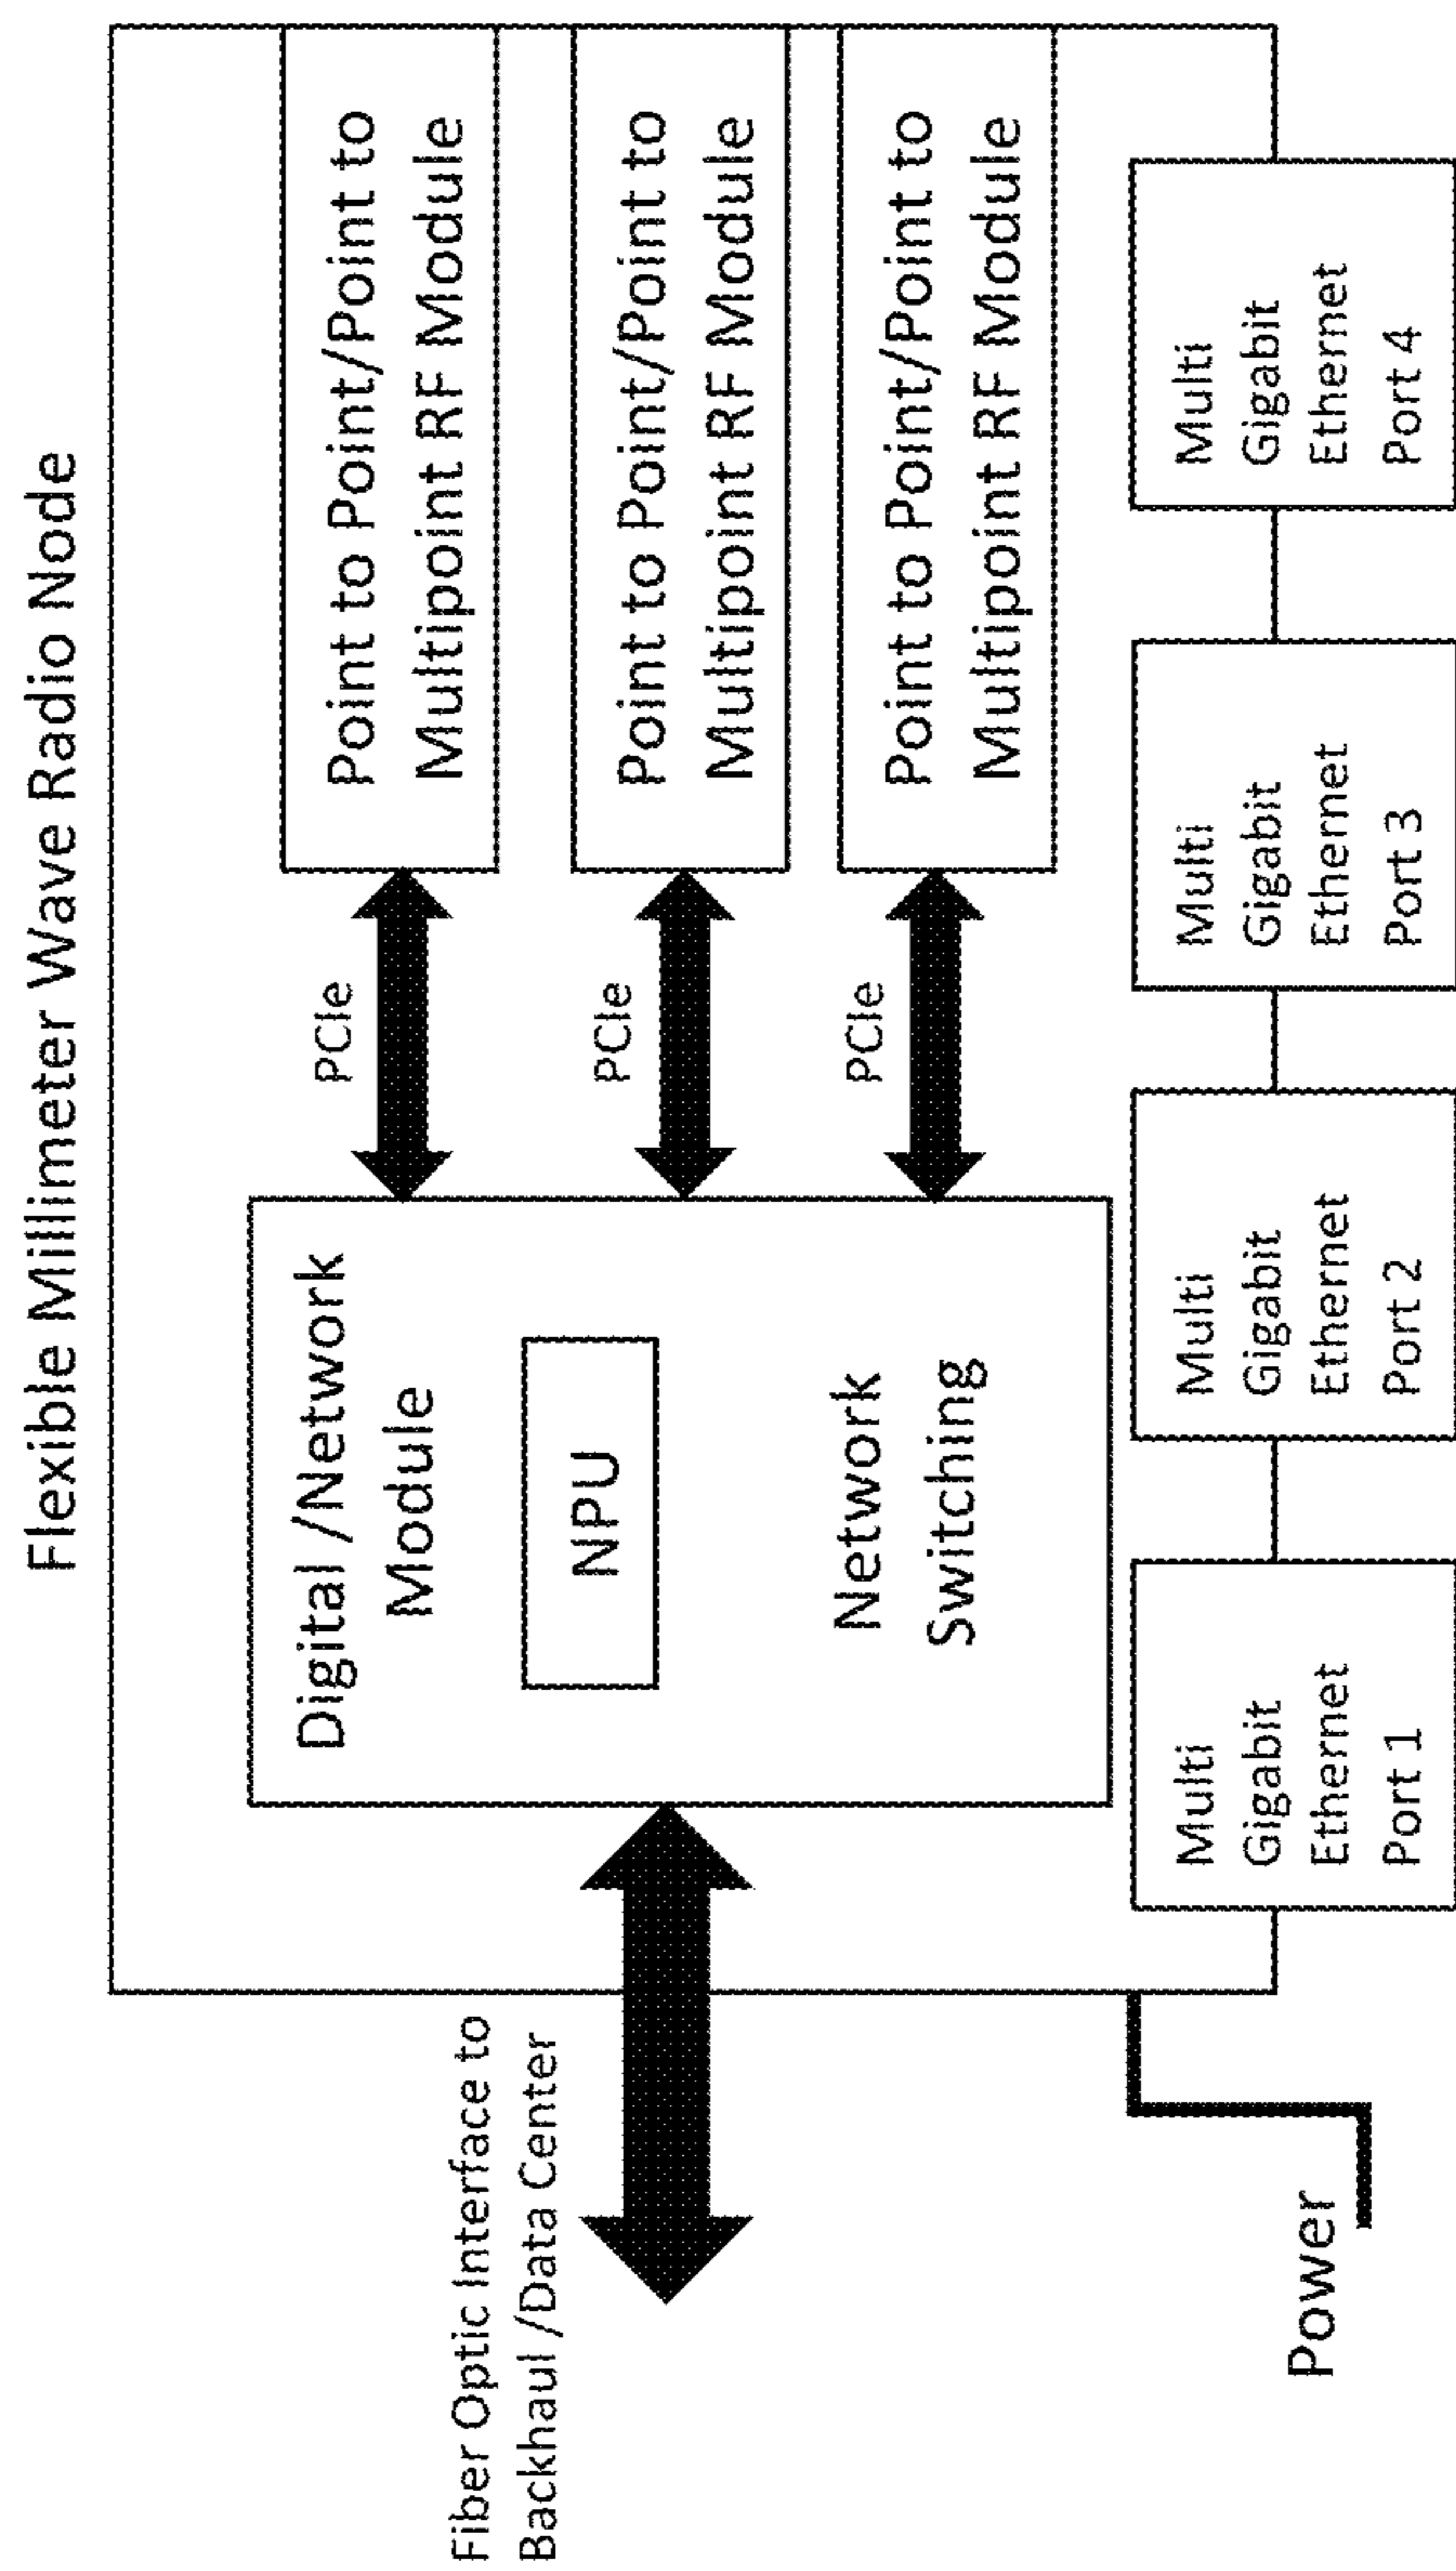 Flexible Millimeter Wave Radio Node
Fiber Optic Interface to
Backhaul /Data Center
Digital /Network
Module
NPU
Network
Switching
PCIe
PCIe
PCIe
Point to Point/Point to
Multipoint RF Module
Point to Point/Point to
Multipoint RF Module
Point to Point/Point to
Multipoint RF Module
Power
Multi
Gigabit
Ethernet
Port 1
Multi
Gigabit
Ethernet
Port 2
Multi
Gigabit
Ethernet
Port 3
Multi
Gigabit
Ethernet
Port 4